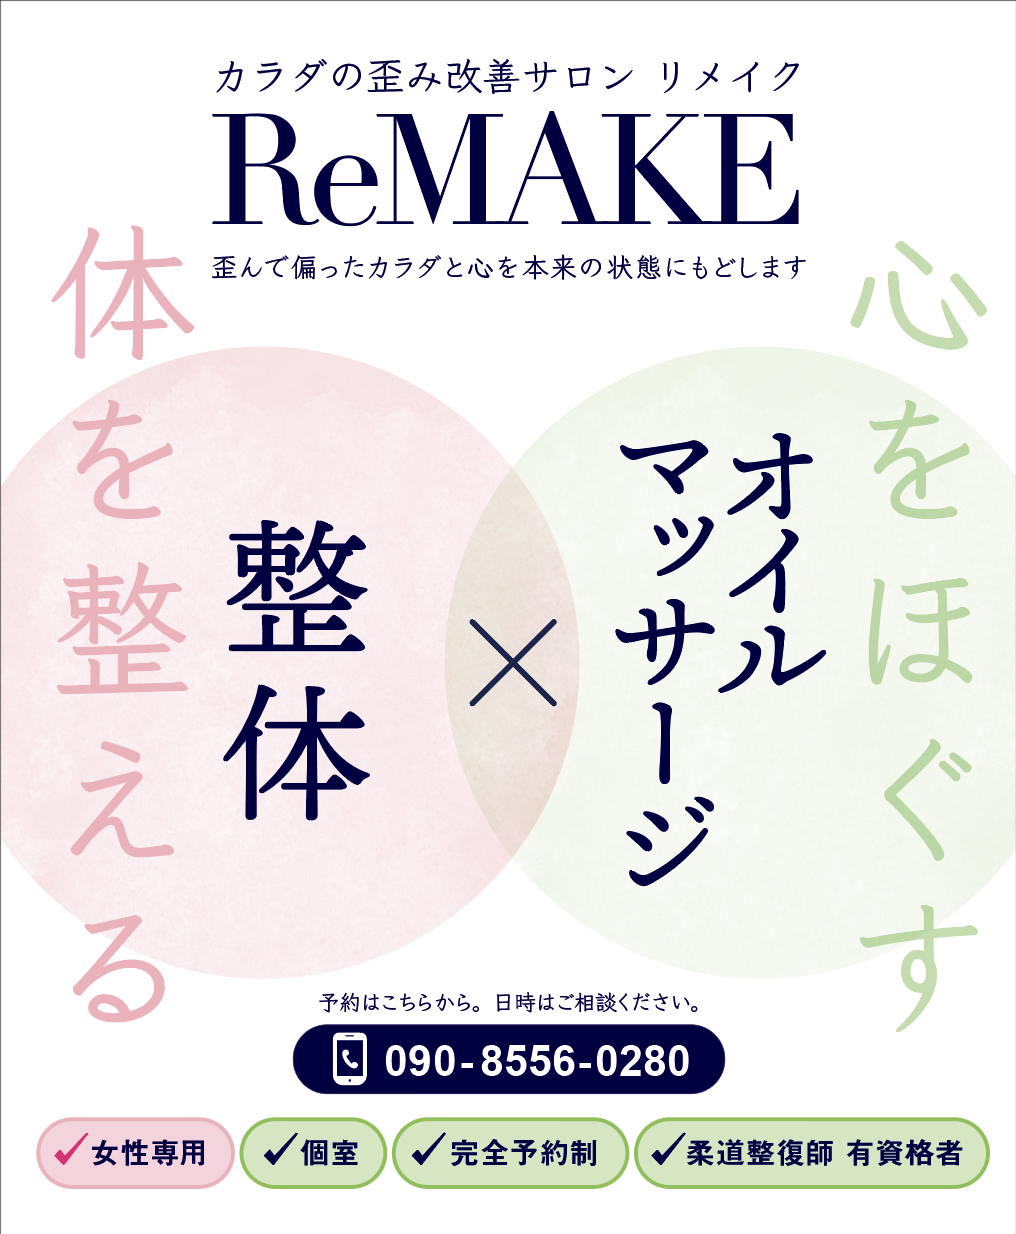 カラダの歪み改善サロン リメイク
ReMAKE
歪んで偏ったカラダと心を本来の状態にもどします
体を整える
整体
×
オイル
マッサージ
心をほぐす
予約はこちらから。日時はご相談ください。
090-8556-0280
女性専用
個室
完全予約制
柔道整復師 有資格者